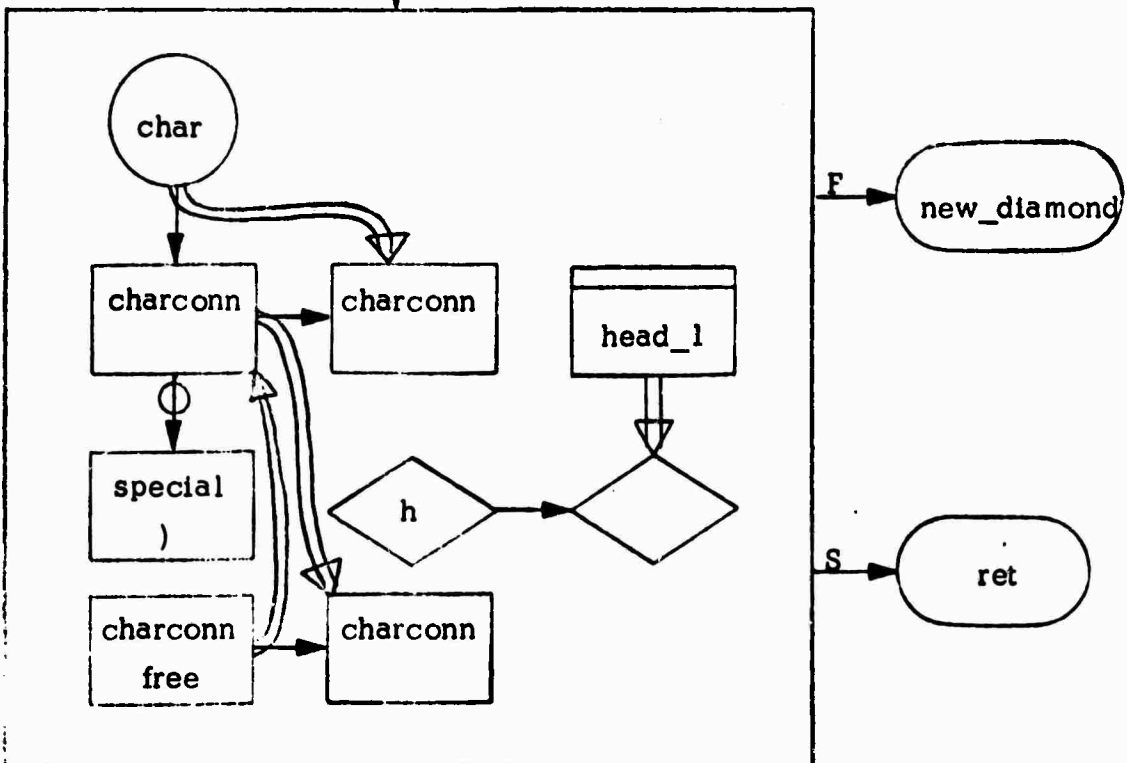 char
F
new_diamond
charconn
charconn
head_1
special
)
h
S
ret
charconn
free
charconn